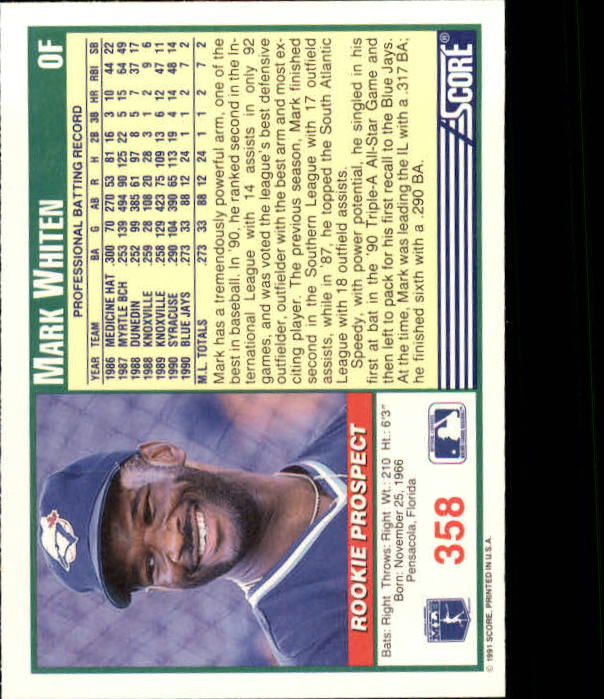 MARK WHITEN OF
PROFESSIONAL BATTING RECORD
YEAR TEAM BA G AB R H 2B 3B HR RBI SB
1986 MEDICINE HAT .300 70 270 53 81 16 3 10 44 22
1987 MYRTLE BCH .253 139 494 90 125 22 5 15 64 49
1988 DUNEDIN .252 99 385 61 97 8 5 7 37 17
1988 KNOXVILLE .259 28 108 20 28 3 1 2 9 6
1989 KNOXVILLE .258 129 423 75 109 13 6 12 47 11
1990 SYRACUSE .290 104 390 65 113 19 4 14 48 14
1990 BLUE JAYS .273 33 88 12 24 1 1 2 7 2
M.L. TOTALS .273 33 88 12 24 1 1 2 7 2
Mark has a tremendously powerful arm, one of the
best in baseball. In '90, he ranked second in the In-
ternational League with 14 assists in only 92
games, and was voted the league's best defensive
outfielder, outfielder with the best arm and most ex-
citing player. The previous season, Mark finished
second in the Southern League with 17 outfield
assists, while in '87, he topped the South Atlantic
League with 18 outfield assists.
Speedy, with power potential, he singled in his
first at bat in the '90 Triple-A All-Star Game and
then left to pack for his first recall to the Blue Jays.
At the time, Mark was leading the IL with a .317 BA;
he finished sixth with a .290 BA.
SCORE®
ROOKIE PROSPECT
Bats: Right Throws: Right Wt.: 210 Ht.: 6'3"
Born: November 25, 1966
Pensacola, Florida
358
© 1991 SCORE, PRINTED IN U.S.A.